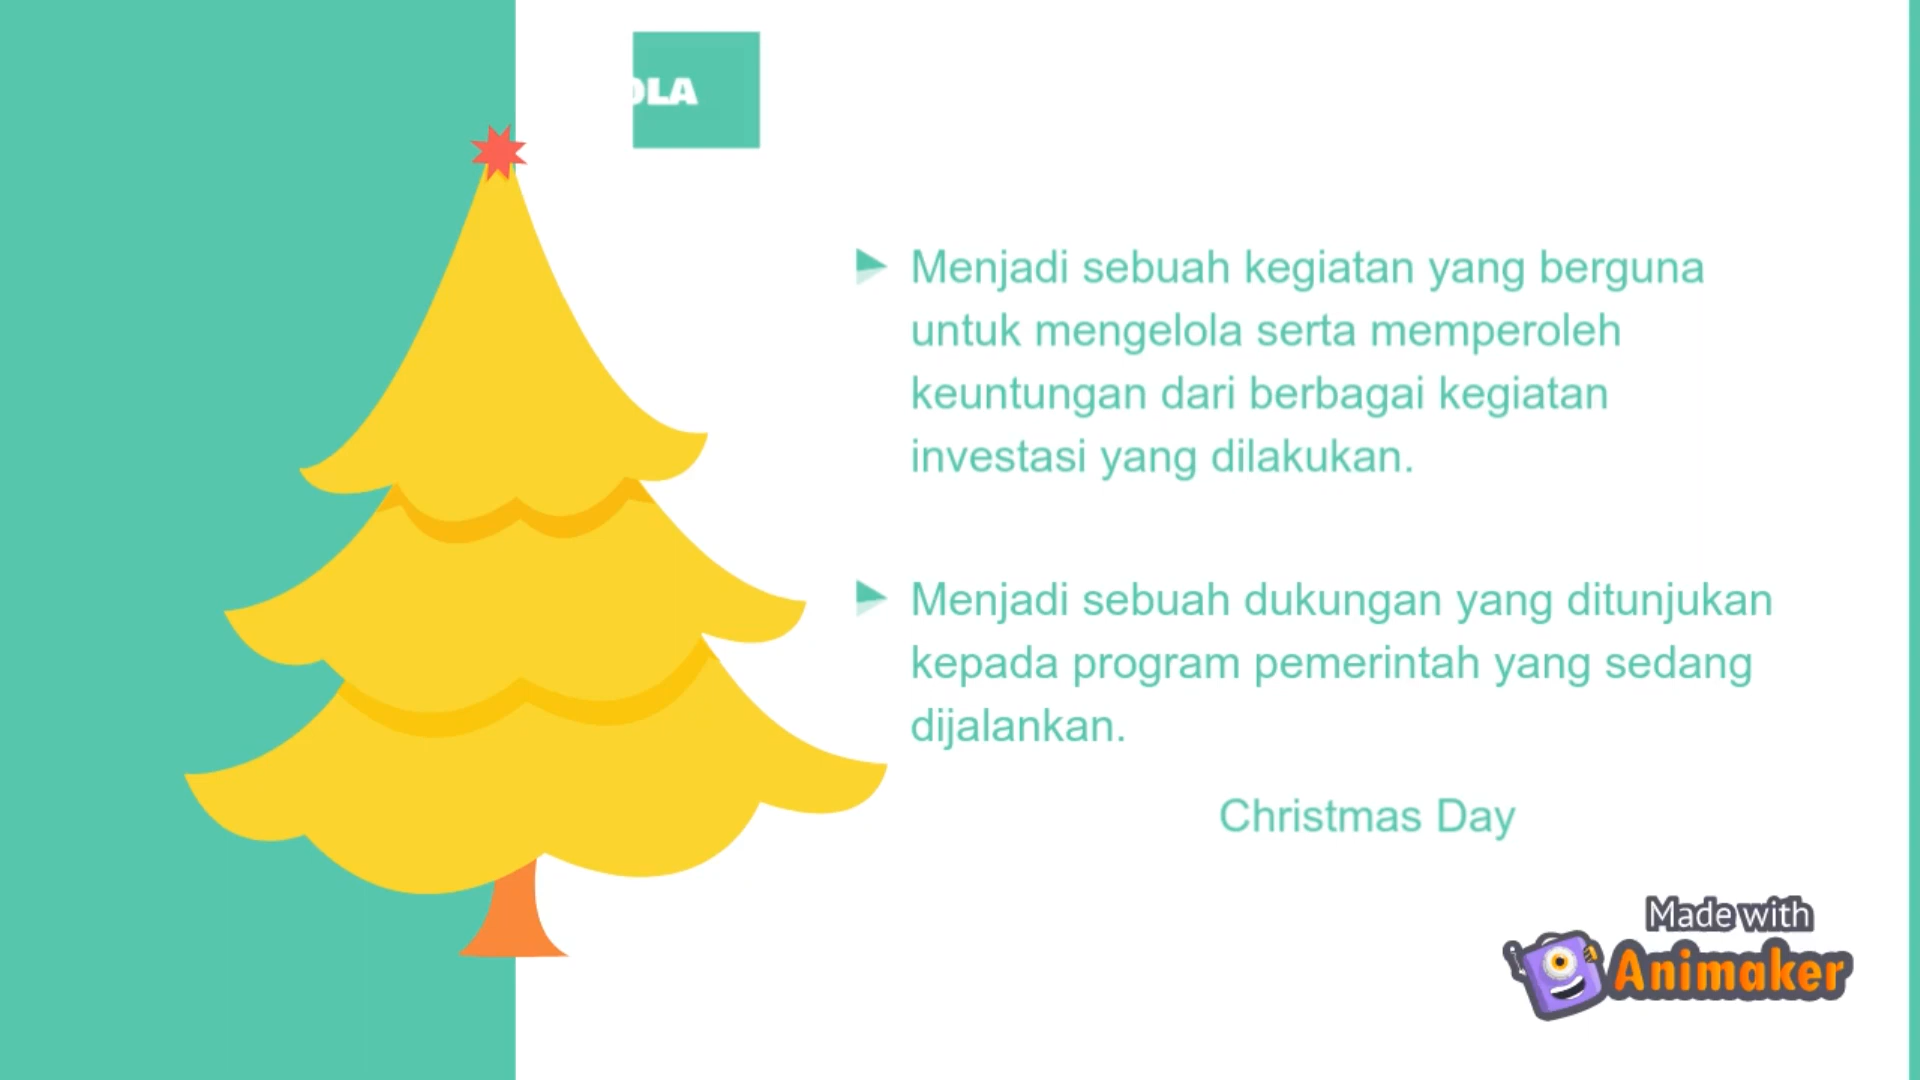 OLA
Menjadi sebuah kegiatan yang berguna
untuk mengelola serta memperoleh
keuntungan dari berbagai kegiatan
investasi yang dilakukan.
Menjadi sebuah dukungan yang ditunjukan
kepada program pemerintah yang sedang
dijalankan.
Christmas Day
Made with
Animaker